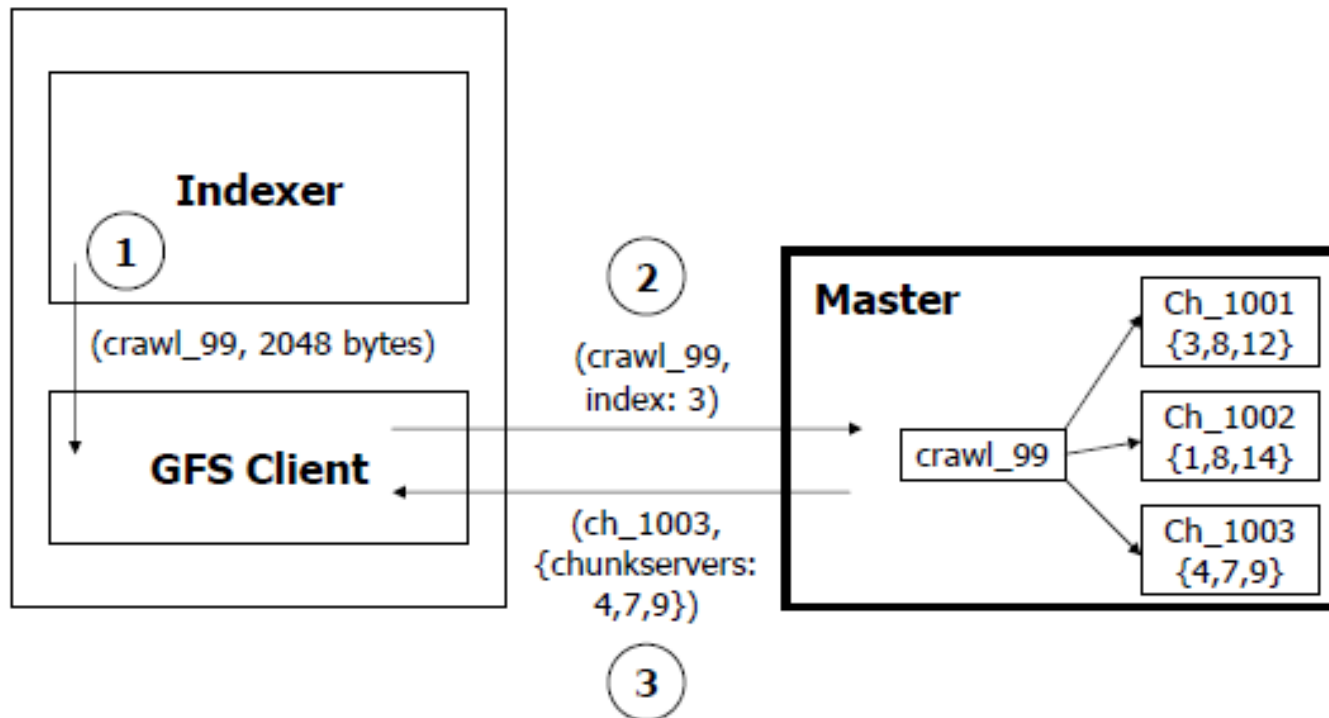 Indexer
1
(crawl_99, 2048 bytes)
GFS Client
2
(crawl_99,
index: 3)
(ch_1003,
{chunkservers:
4,7,9})
3
Master
crawl_99
Ch_1001
{3,8,12}
Ch_1002
{1,8,14}
Ch_1003
{4,7,9}